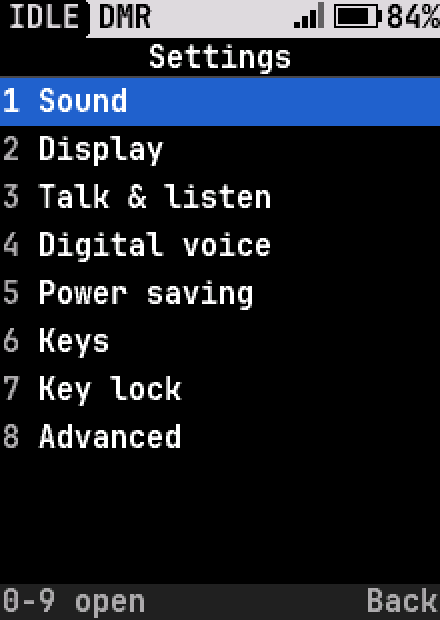 IDLE DMR 84%
Settings
1 Sound
2 Display
3 Talk & listen
4 Digital voice
5 Power saving
6 Keys
7 Key lock
8 Advanced
0-9 open Back